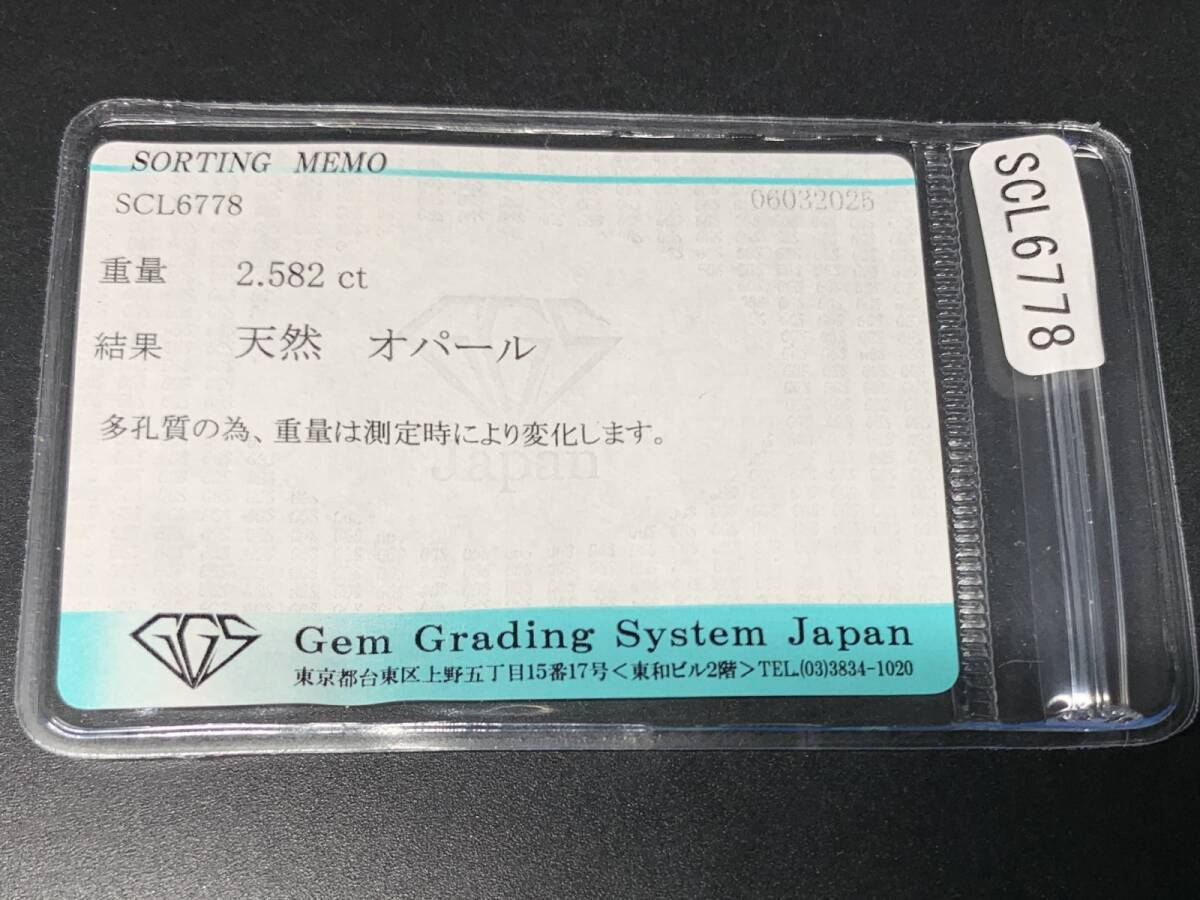 SORTING MEMO
SCL6778 06032025
重量 2.582 ct
結果 天然 オパール
多孔質の為、重量は測定時により変化します。
Japan
GGS Gem Grading System Japan
東京都台東区上野五丁目15番17号<東和ビル2階>TEL.(03)3834-1020
SCL6778